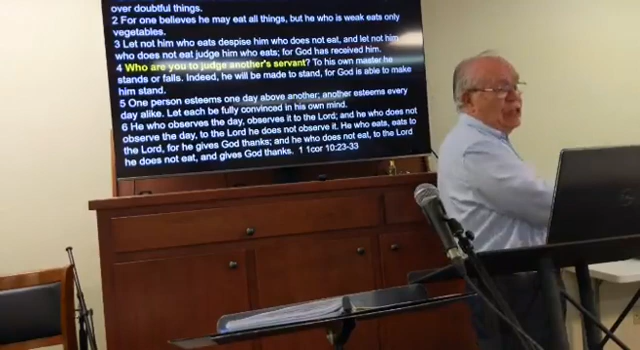 over doubtful things.
2 For one believes he may eat all things, but he who is weak eats only
vegetables.
3 Let not him who eats despise him who does not eat, and let not him
who does not eat judge him who eats; for God has received him.
4 Who are you to judge another's servant? To his own master he
stands or falls. Indeed, he will be made to stand, for God is able to make
him stand.
5 One person esteems one day above another; another esteems every
day alike. Let each be fully convinced in his own mind.
6 He who observes the day, observes it to the Lord; and he who does not
observe the day, to the Lord he does not observe it. He who eats, eats to
the Lord, for he gives God thanks; and he who does not eat, to the Lord
he does not eat, and gives God thanks. 1 1cor 10:23-33